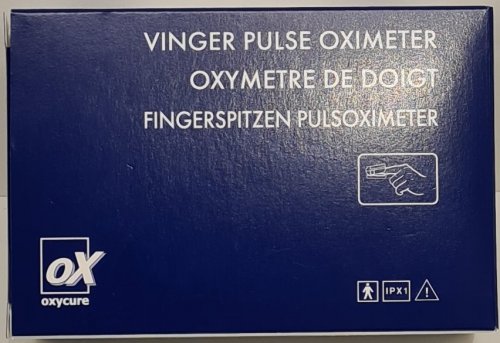 VINGER PULSE OXIMETER
OXYMETRE DE DOIGT
FINGERSPITZEN PULSOXIMETER
oX
oxycure
IPX1